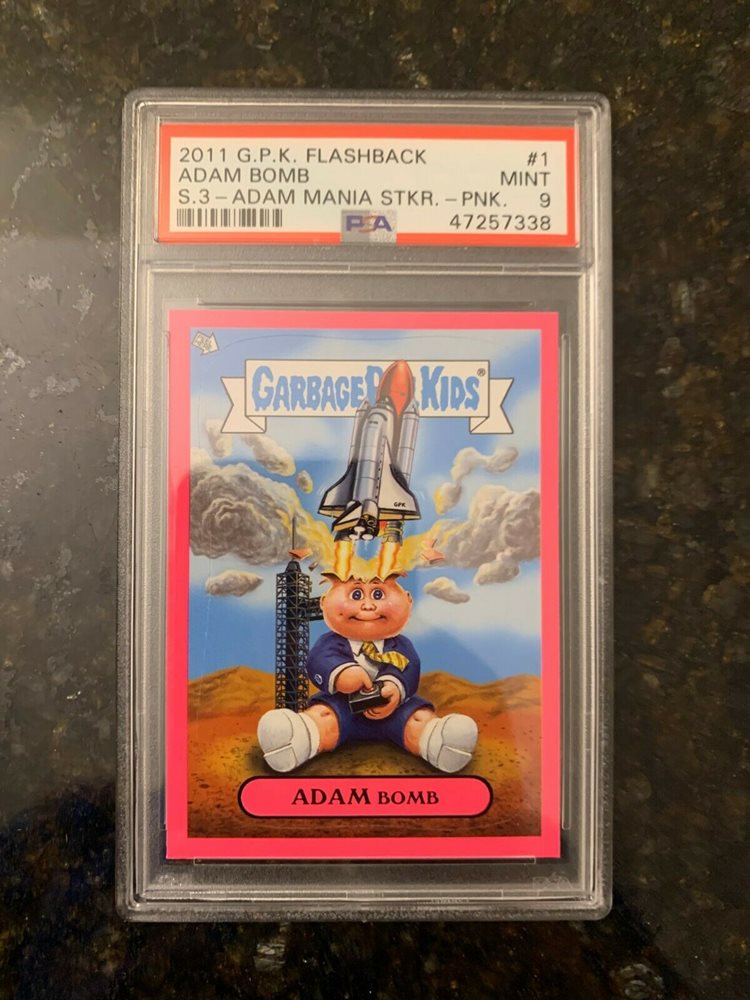 2011 G.P.K. FLASHBACK #1
ADAM BOMB MINT
S.3-ADAM MANIA STKR.-PNK. 9
PSA 47257338
GARBAGE KIDS®
GPK
ADAM BOMB